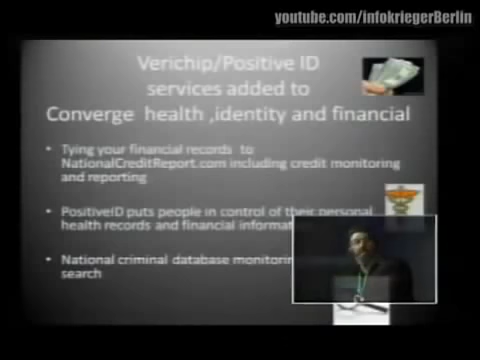 youtube.com/infokriegerBerlin
Verichip/Positive ID
services added to
Converge health ,identity and financial
• Tying your financial records to
NationalCreditReport.com including credit monitoring
and reporting
• PositiveID puts people in control of their personal
health records and financial
• National criminal database
search